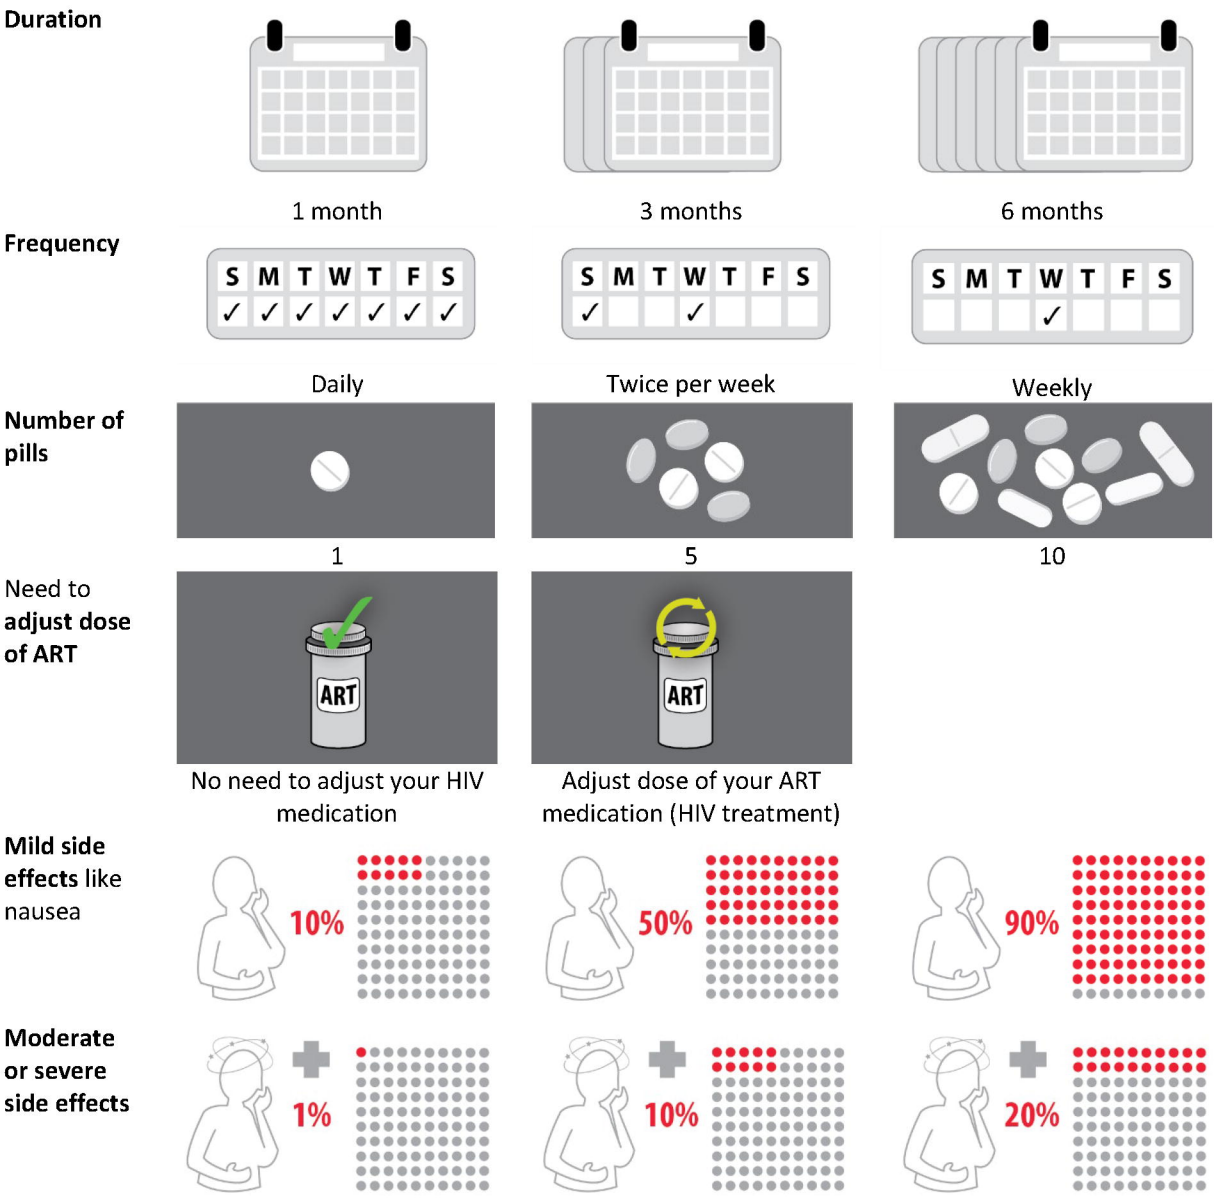 Duration
1 month
3 months
6 months
Frequency
S M T W T F S
✓ ✓ ✓ ✓ ✓ ✓ ✓
S M T W T F S
✓ ✓
S M T W T F S
✓
Daily
Twice per week
Weekly
Number of
pills
1
5
10
Need to
adjust dose
of ART
ART
ART
No need to adjust your HIV
medication
Adjust dose of your ART
medication (HIV treatment)
Mild side
effects like
nausea
10%
50%
90%
Moderate
or severe
side effects
1%
10%
20%